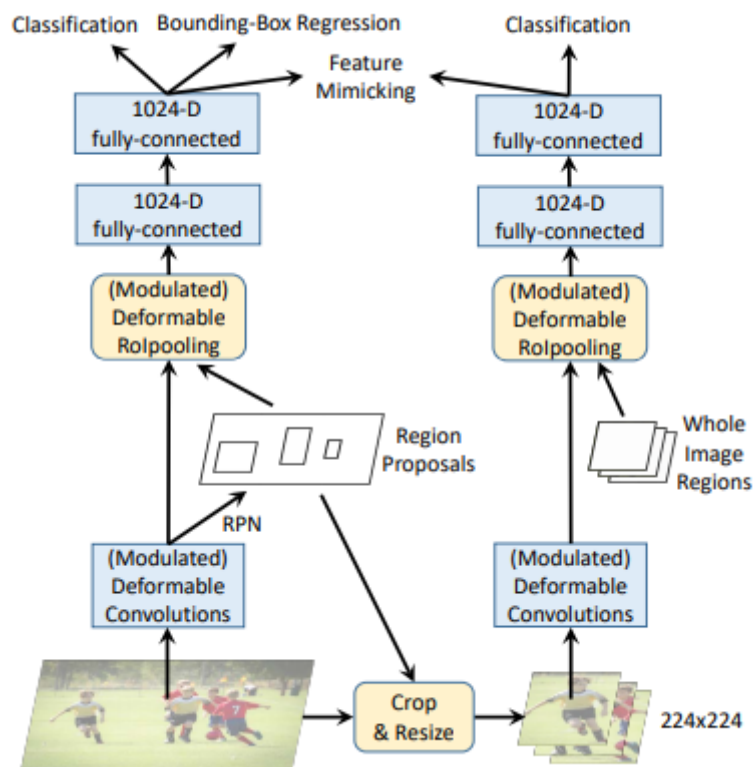 Classification
Bounding-Box Regression
Classification
Feature
Mimicking
1024-D
fully-connected
1024-D
fully-connected
1024-D
fully-connected
1024-D
fully-connected
(Modulated)
Deformable
RoIpooling
(Modulated)
Deformable
RoIpooling
Region
Proposals
Whole
Image
Regions
RPN
(Modulated)
Deformable
Convolutions
(Modulated)
Deformable
Convolutions
7
Crop
& Resize
224x224